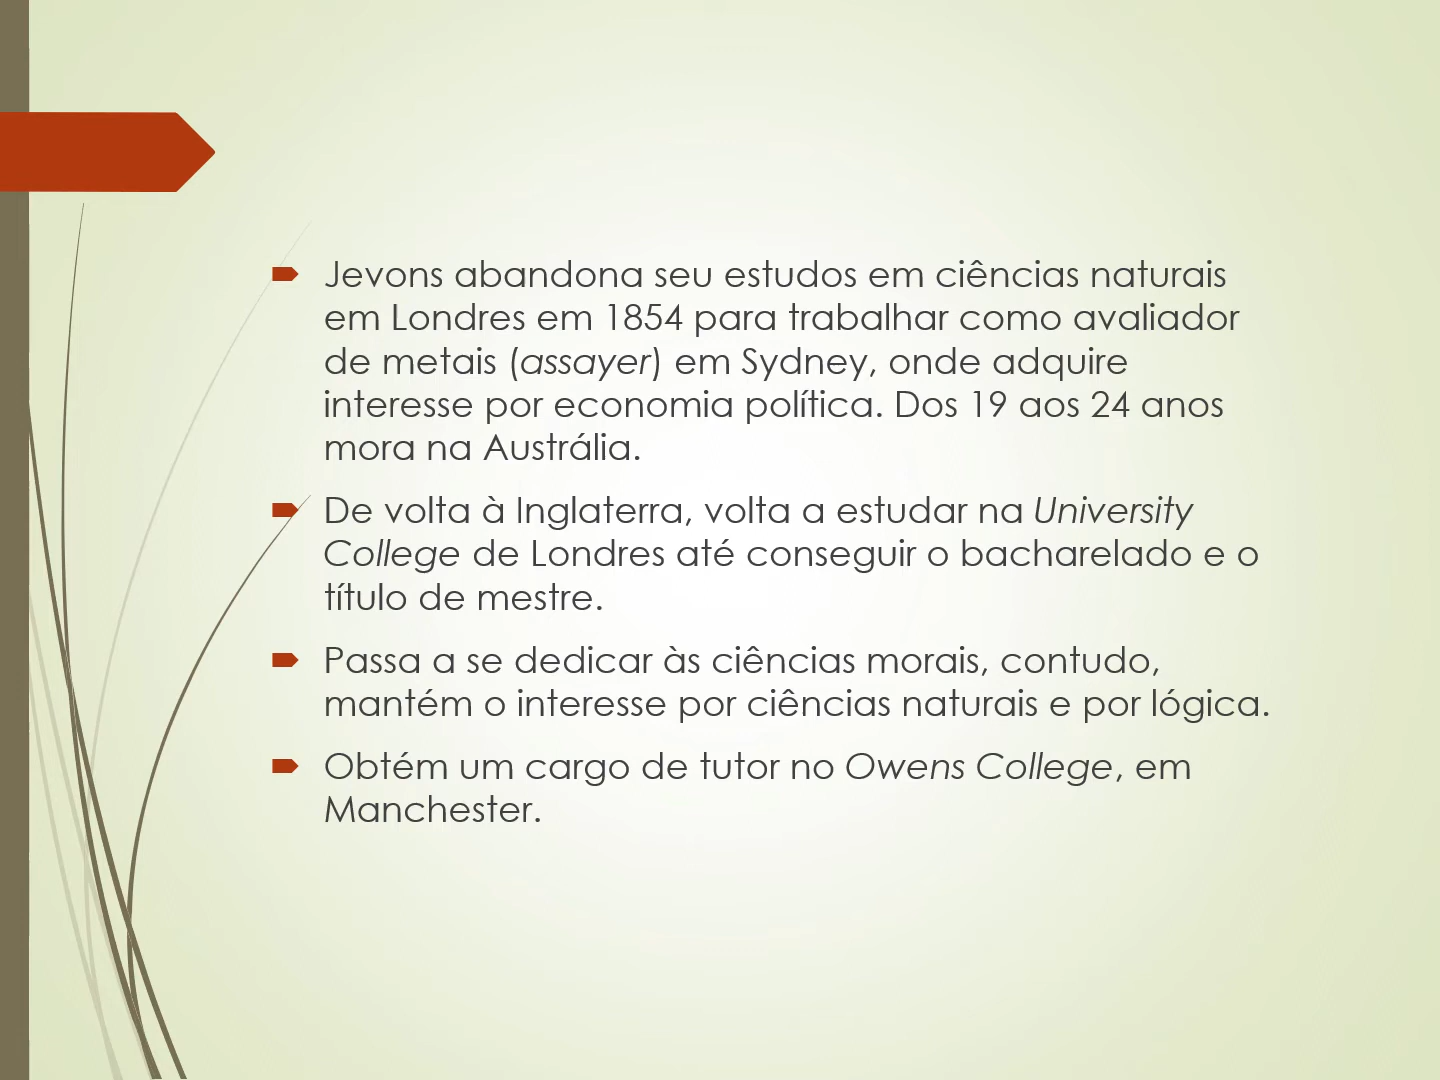 Jevons abandona seu estudos em ciências naturais
em Londres em 1854 para trabalhar como avaliador
de metais (assayer) em Sydney, onde adquire
interesse por economia política. Dos 19 aos 24 anos
mora na Austrália.
De volta à Inglaterra, volta a estudar na University
College de Londres até conseguir o bacharelado e o
título de mestre.
Passa a se dedicar às ciências morais, contudo,
mantém o interesse por ciências naturais e por lógica.
Obtém um cargo de tutor no Owens College, em
Manchester.